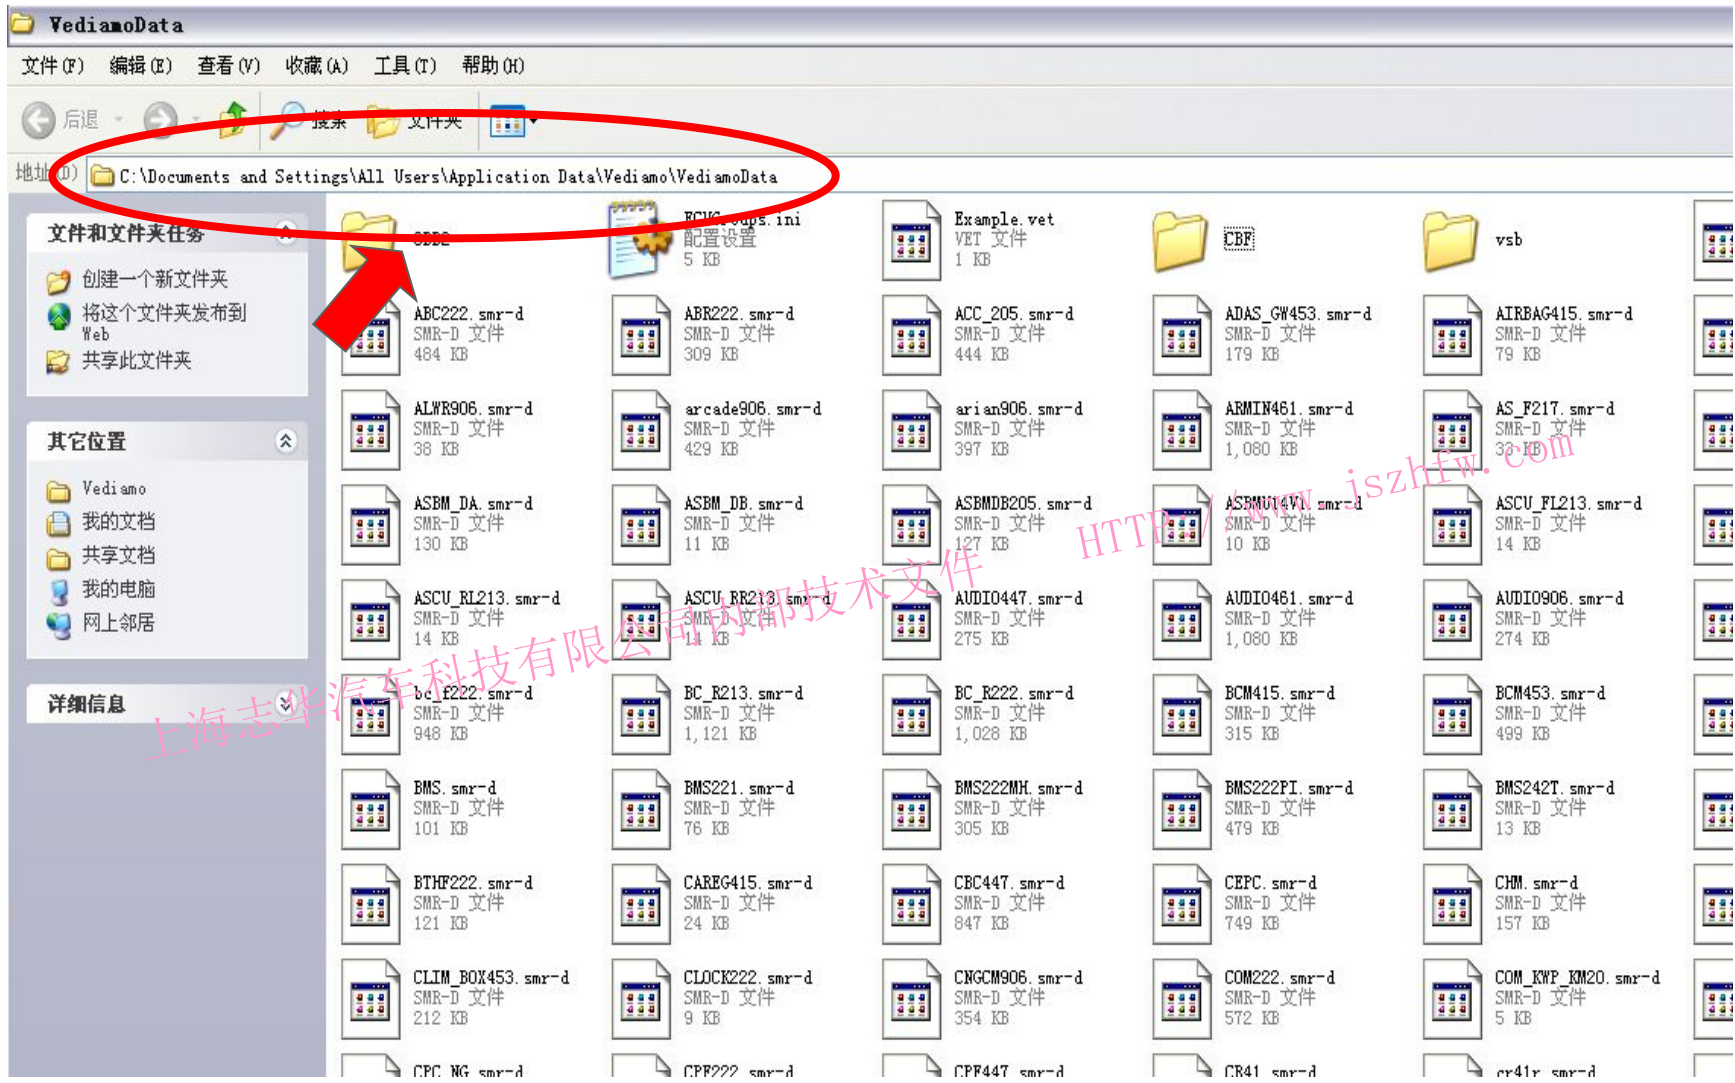 VediamoData
文件(F) 编辑(E) 查看(V) 收藏(A) 工具(T) 帮助(H)
后退 搜索 文件夹
地址(D) C:\Documents and Settings\All Users\Application Data\Vediamo\VediamoData
文件和文件夹任务
创建一个新文件夹
将这个文件夹发布到
Web
共享此文件夹
其它位置
Vediamo
我的文档
共享文档
我的电脑
网上邻居
详细信息
ECUGroups.ini
配置设置
5 KB
Example.vet
VET 文件
1 KB
CBF
vsb
ABC222.smr-d
SMR-D 文件
484 KB
ABR222.smr-d
SMR-D 文件
309 KB
ACC_205.smr-d
SMR-D 文件
444 KB
ADAS_GW453.smr-d
SMR-D 文件
179 KB
AIRBAG415.smr-d
SMR-D 文件
79 KB
ALWR906.smr-d
SMR-D 文件
38 KB
arcade906.smr-d
SMR-D 文件
429 KB
arian906.smr-d
SMR-D 文件
397 KB
ARMIN461.smr-d
SMR-D 文件
1,080 KB
AS_F217.smr-d
SMR-D 文件
33 KB
ASBM_DA.smr-d
SMR-D 文件
130 KB
ASBM_DB.smr-d
SMR-D 文件
11 KB
ASBMDB205.smr-d
SMR-D 文件
127 KB
SMR-D 文件
10 KB
ASCU_FL213.smr-d
SMR-D 文件
14 KB
ASCU_RL213.smr-d
SMR-D 文件
14 KB
ASCU_RR213.smr-d
SMR-D 文件
14 KB
AUDIO447.smr-d
SMR-D 文件
275 KB
AUDIO461.smr-d
SMR-D 文件
1,080 KB
AUDIO906.smr-d
SMR-D 文件
274 KB
bc_f222.smr-d
SMR-D 文件
948 KB
BC_R213.smr-d
SMR-D 文件
1,121 KB
BC_R222.smr-d
SMR-D 文件
1,028 KB
BCM415.smr-d
SMR-D 文件
315 KB
BCM453.smr-d
SMR-D 文件
499 KB
BMS.smr-d
SMR-D 文件
101 KB
BMS221.smr-d
SMR-D 文件
76 KB
BMS222MH.smr-d
SMR-D 文件
305 KB
BMS222PI.smr-d
SMR-D 文件
479 KB
BMS242T.smr-d
SMR-D 文件
13 KB
BTHF222.smr-d
SMR-D 文件
121 KB
CAREG415.smr-d
SMR-D 文件
24 KB
CBC447.smr-d
SMR-D 文件
847 KB
CEPC.smr-d
SMR-D 文件
749 KB
CHM.smr-d
SMR-D 文件
157 KB
CLIM_BOX453.smr-d
SMR-D 文件
212 KB
CLOCK222.smr-d
SMR-D 文件
9 KB
CNGCM906.smr-d
SMR-D 文件
354 KB
COM222.smr-d
SMR-D 文件
572 KB
COM_KWP_KM20.smr-d
SMR-D 文件
5 KB
CPC_NG.smr-d
CPF222.smr-d
CPF447.smr-d
CR41.smr-d
cr41r.smr-d
上海志华汽车科技有限公司内部技术文件 HTTP://www.jszhfw.com